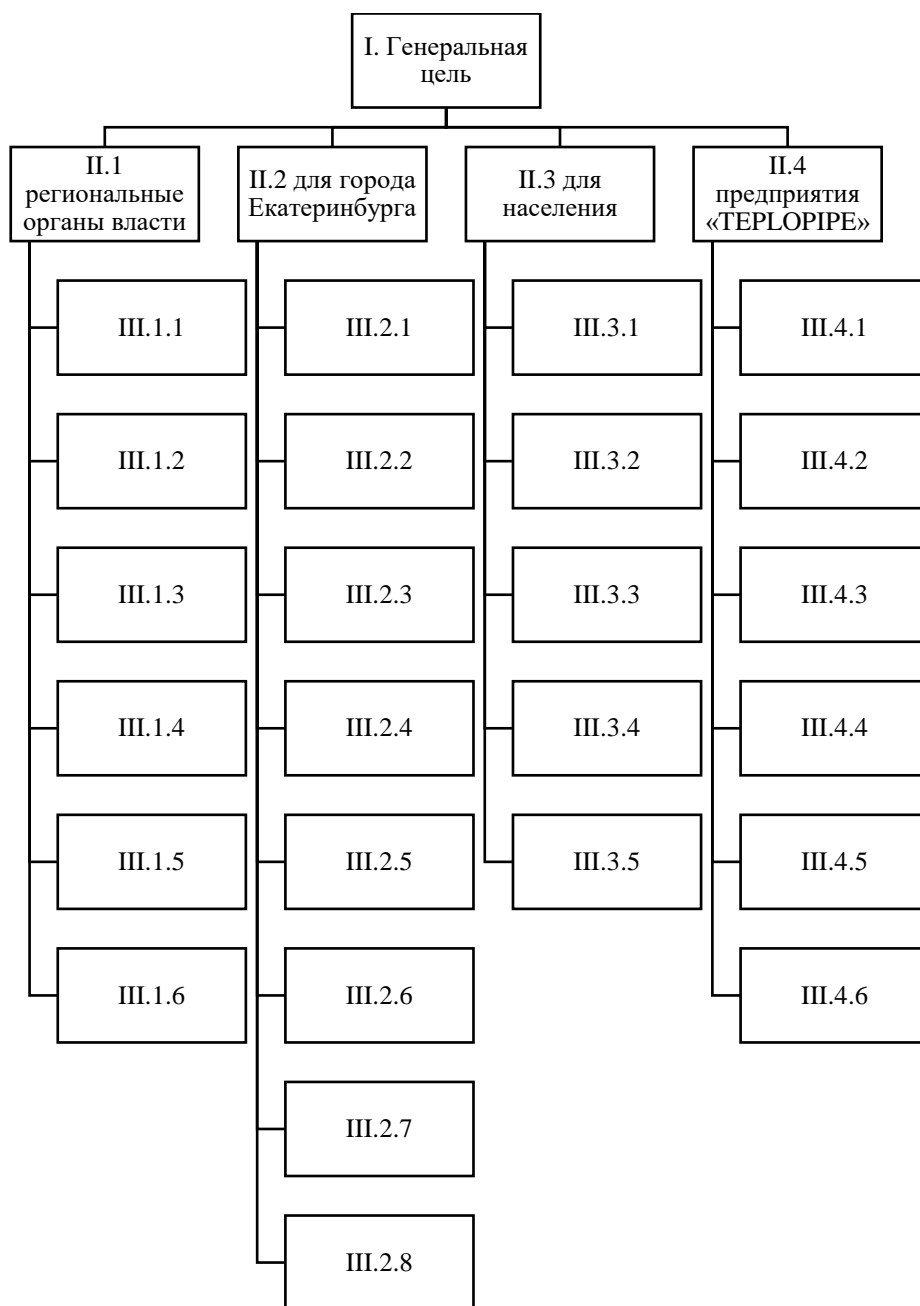 I. Генеральная
цель
II.1
региональные
органы власти
II.2 для города
Екатеринбурга
II.3 для
населения
II.4
предприятия
«TEPLOPIPE»
III.1.1
III.2.1
III.3.1
III.4.1
III.1.2
III.2.2
III.3.2
III.4.2
III.1.3
III.2.3
III.3.3
III.4.3
III.1.4
III.2.4
III.3.4
III.4.4
III.1.5
III.2.5
III.3.5
III.4.5
III.1.6
III.2.6
III.4.6
III.2.7
III.2.8